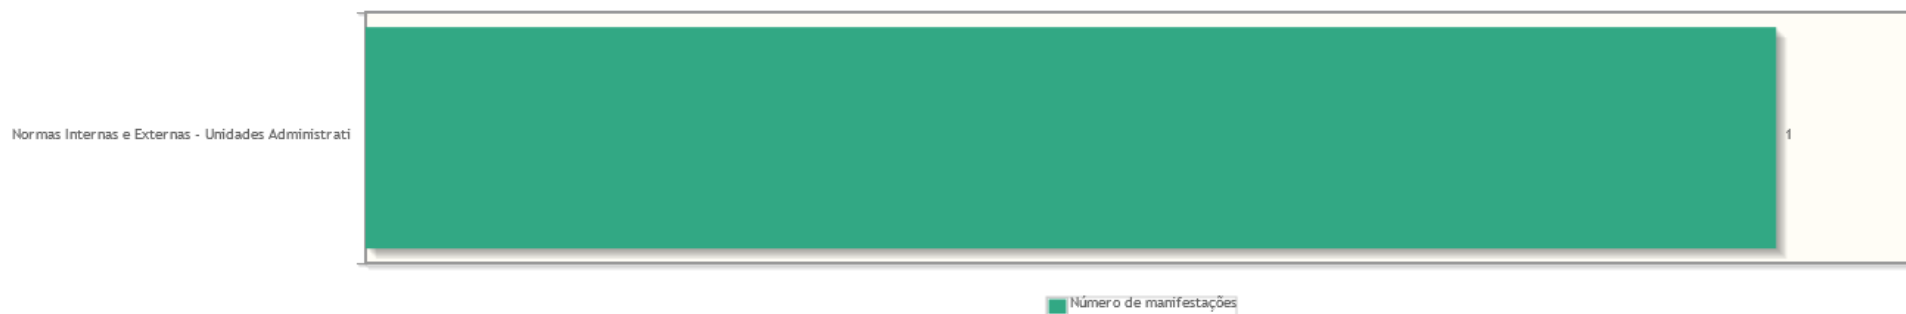 Normas Internas e Externas - Unidades Administrati
1
Número de manifestações